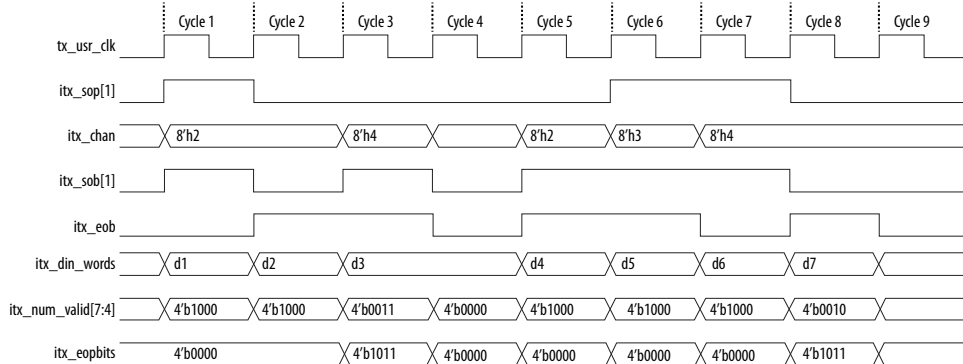 Cycle 1 Cycle 2 Cycle 3 Cycle 4 Cycle 5 Cycle 6 Cycle 7 Cycle 8 Cycle 9
tx_usr_clk
itx_sop[1]
itx_chan 8'h2 8'h4 8'h2 8'h3 8'h4
itx_sob[1]
itx_eob
itx_din_words d1 d2 d3 d4 d5 d6 d7
itx_num_valid[7:4] 4'b1000 4'b1000 4'b0011 4'b0000 4'b1000 4'b1000 4'b1000 4'b0010
itx_eopbits 4'b0000 4'b1011 4'b0000 4'b0000 4'b0000 4'b0000 4'b1011